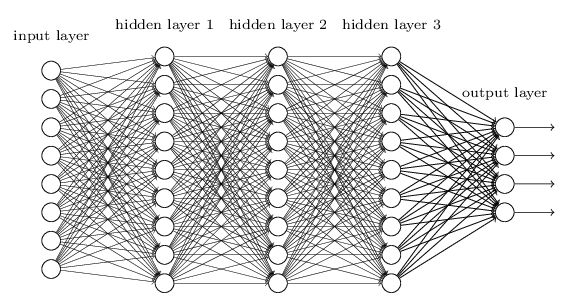 hidden layer 1 hidden layer 2 hidden layer 3
input layer
output layer